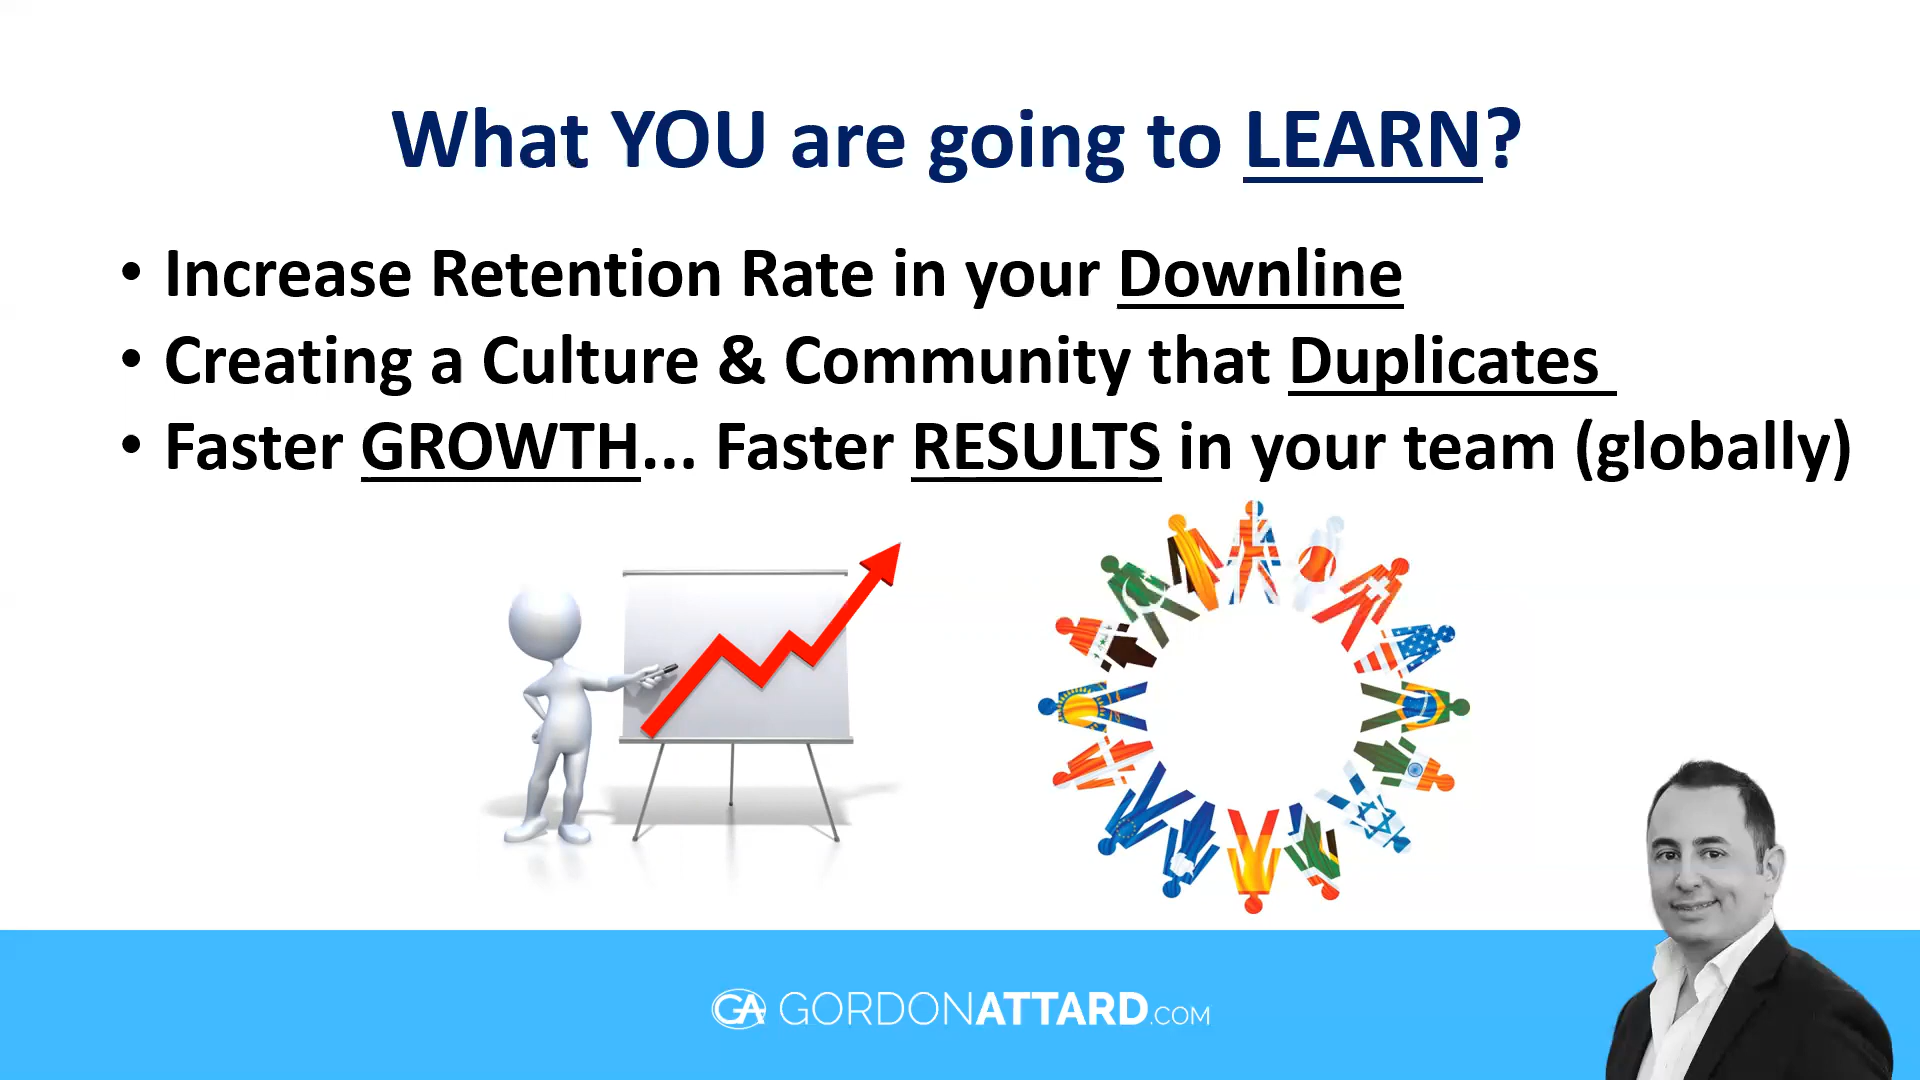 What YOU are going to LEARN?
• Increase Retention Rate in your Downline
• Creating a Culture & Community that Duplicates
• Faster GROWTH... Faster RESULTS in your team (globally)
GA GORDONATTARD.COM